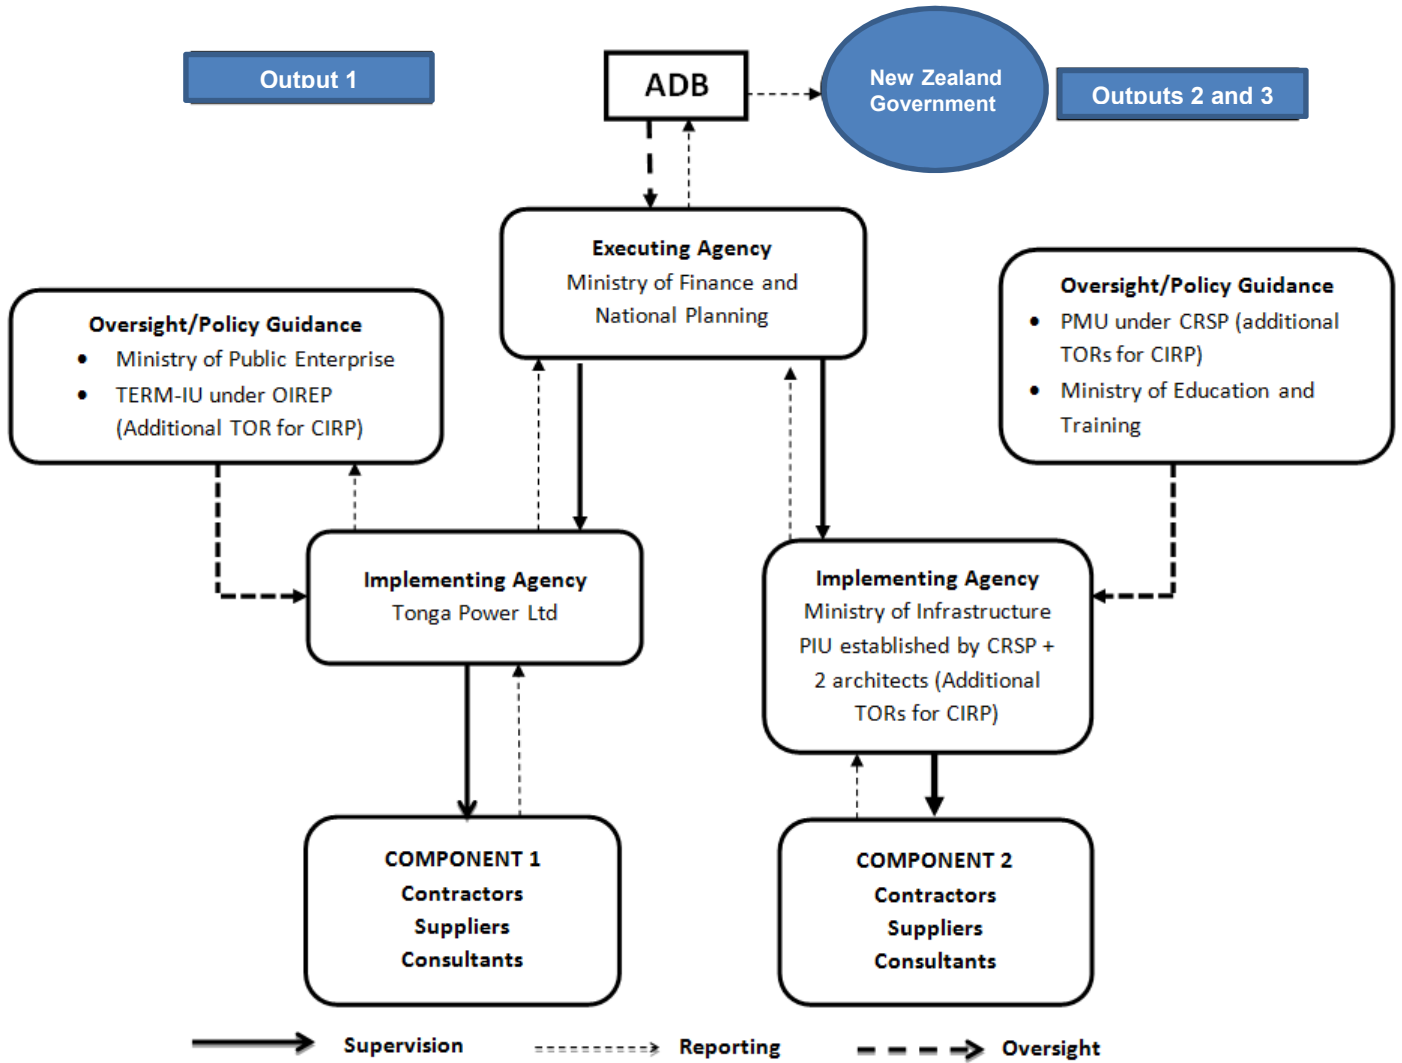 Output 1
ADB
New Zealand
Government
Outputs 2 and 3
Executing Agency
Ministry of Finance and
National Planning
Oversight/Policy Guidance
• Ministry of Public Enterprise
• TERM-IU under OIREP
(Additional TOR for CIRP)
Oversight/Policy Guidance
• PMU under CRSP (additional
TORs for CIRP)
• Ministry of Education and
Training
Implementing Agency
Tonga Power Ltd
Implementing Agency
Ministry of Infrastructure
PIU established by CRSP +
2 architects (Additional
TORs for CIRP)
COMPONENT 1
Contractors
Suppliers
Consultants
COMPONENT 2
Contractors
Suppliers
Consultants
Supervision
Reporting
Oversight